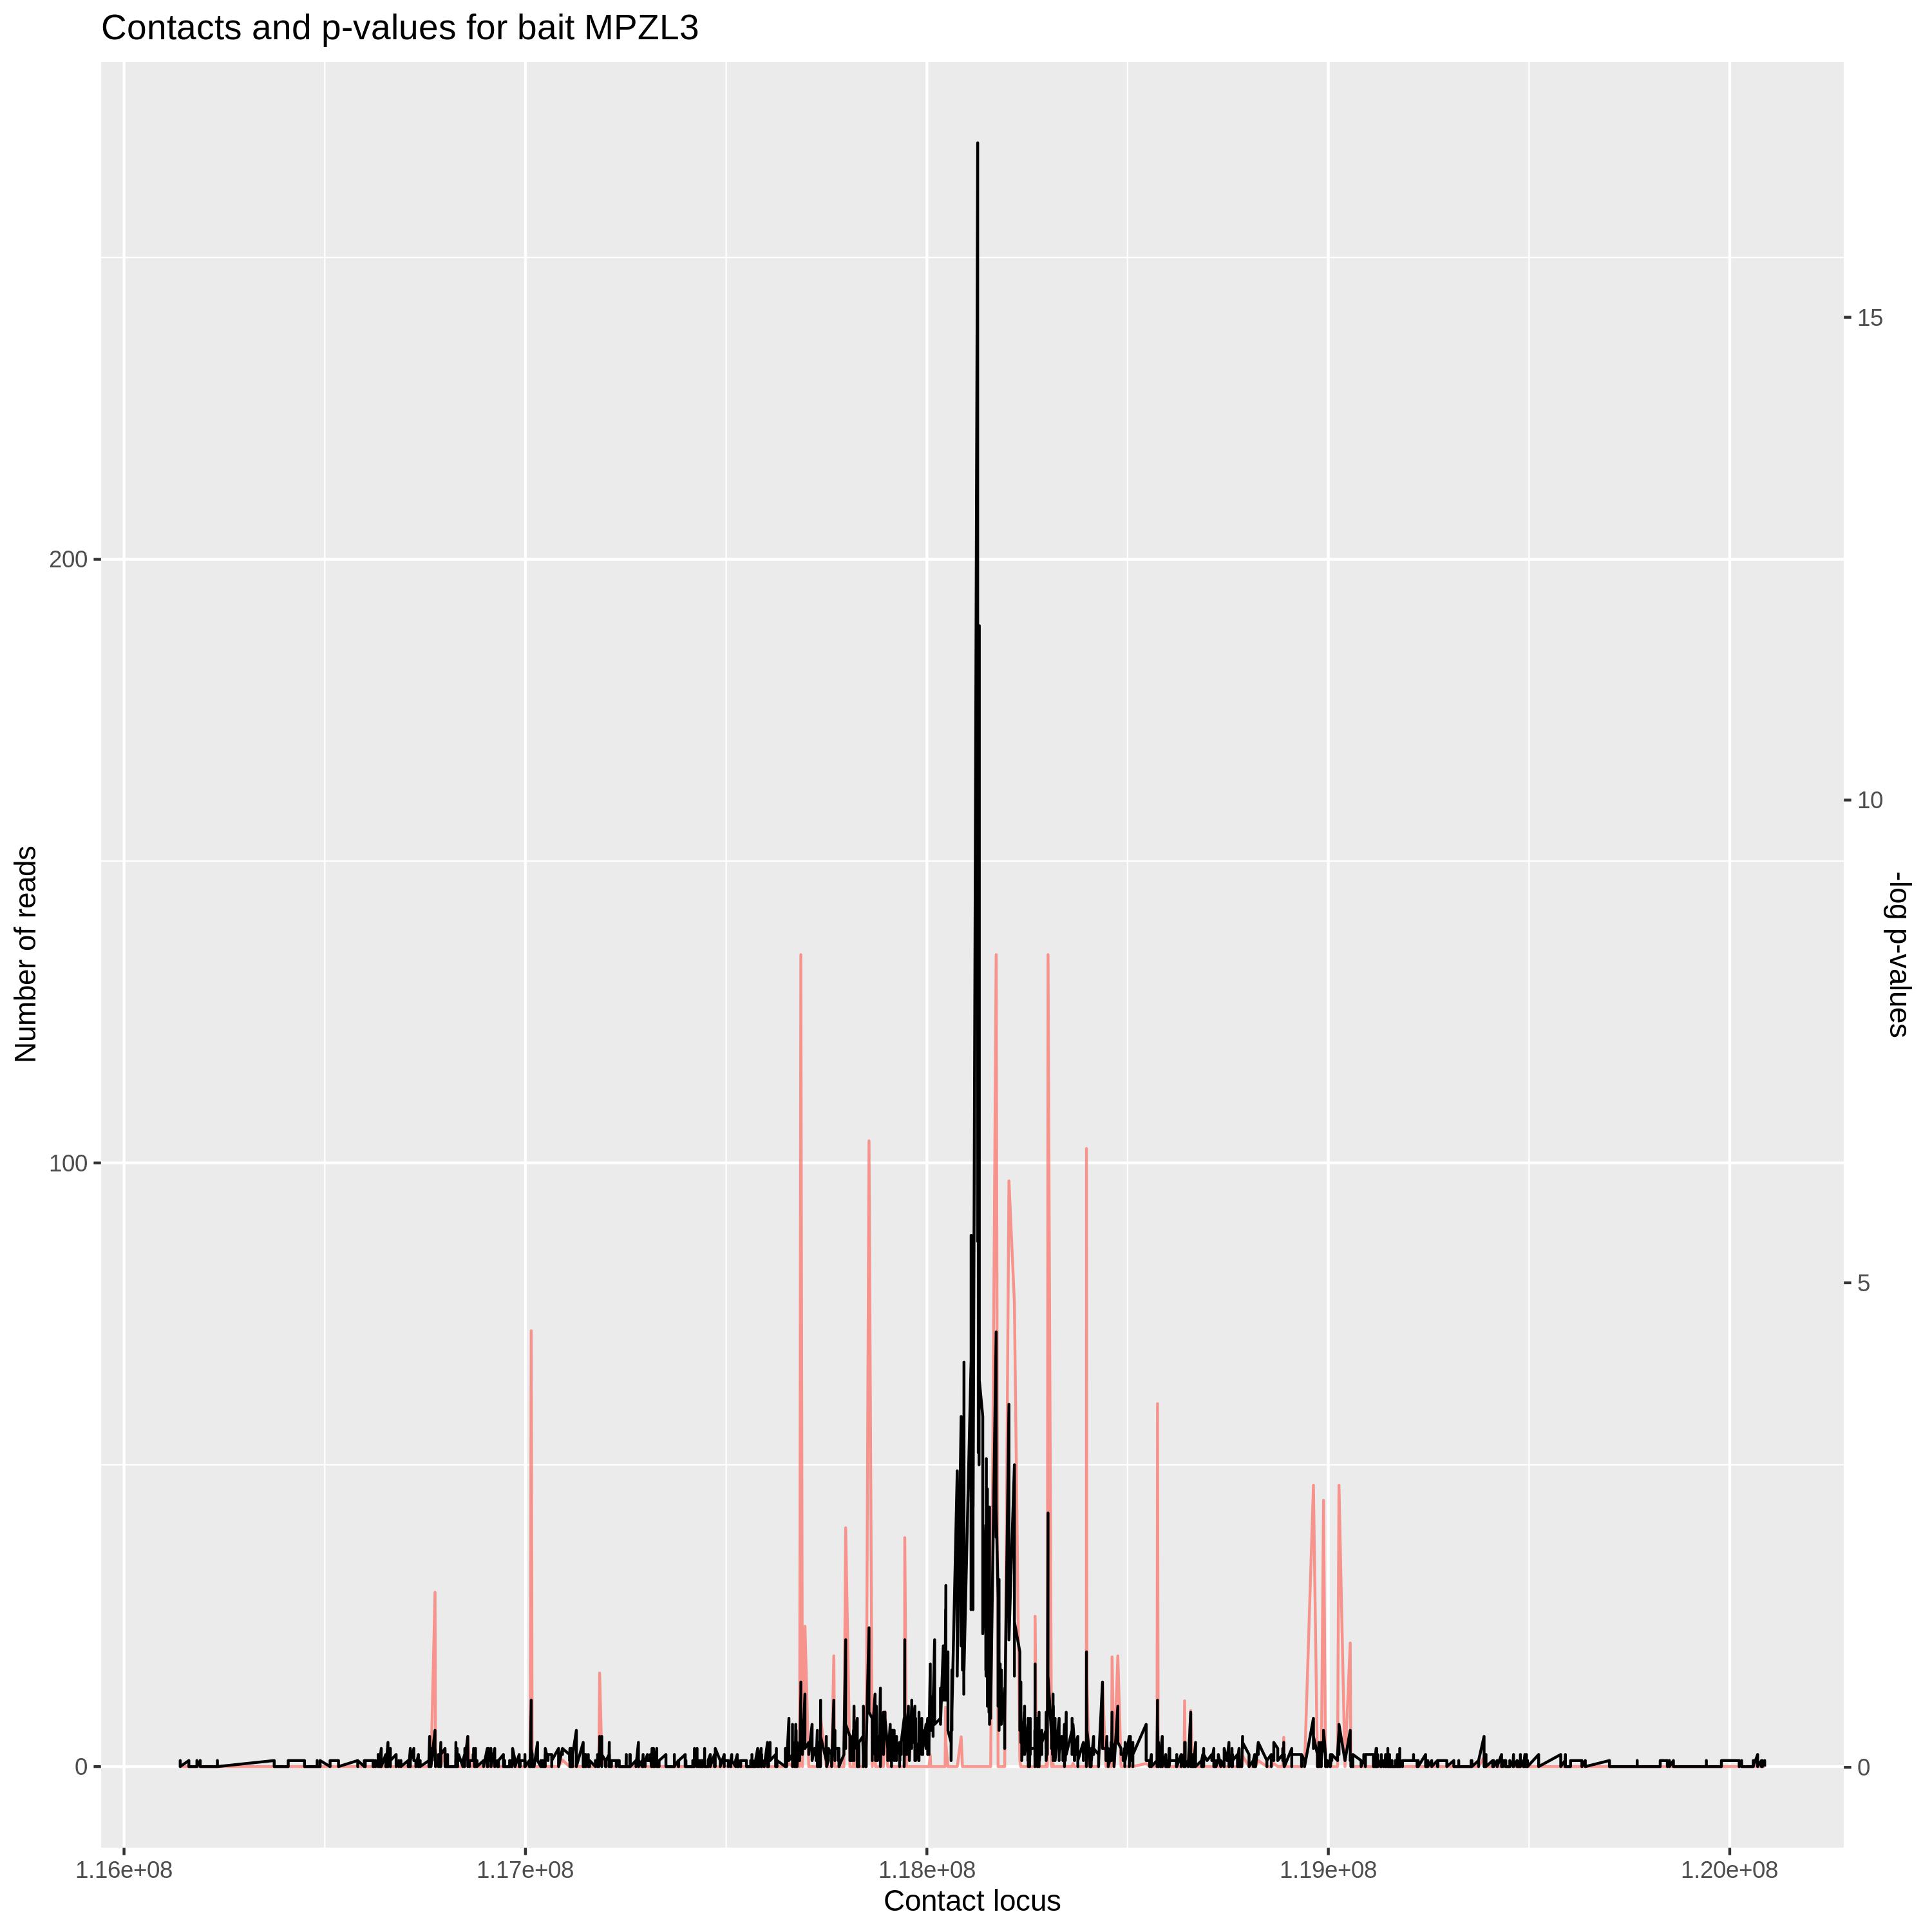 Contacts and p-values for bait MPZL3
Number of reads
200
100
0
15
10
5
0
-log p-values
1.16e+08
1.17e+08
1.18e+08
1.19e+08
1.20e+08
Contact locus